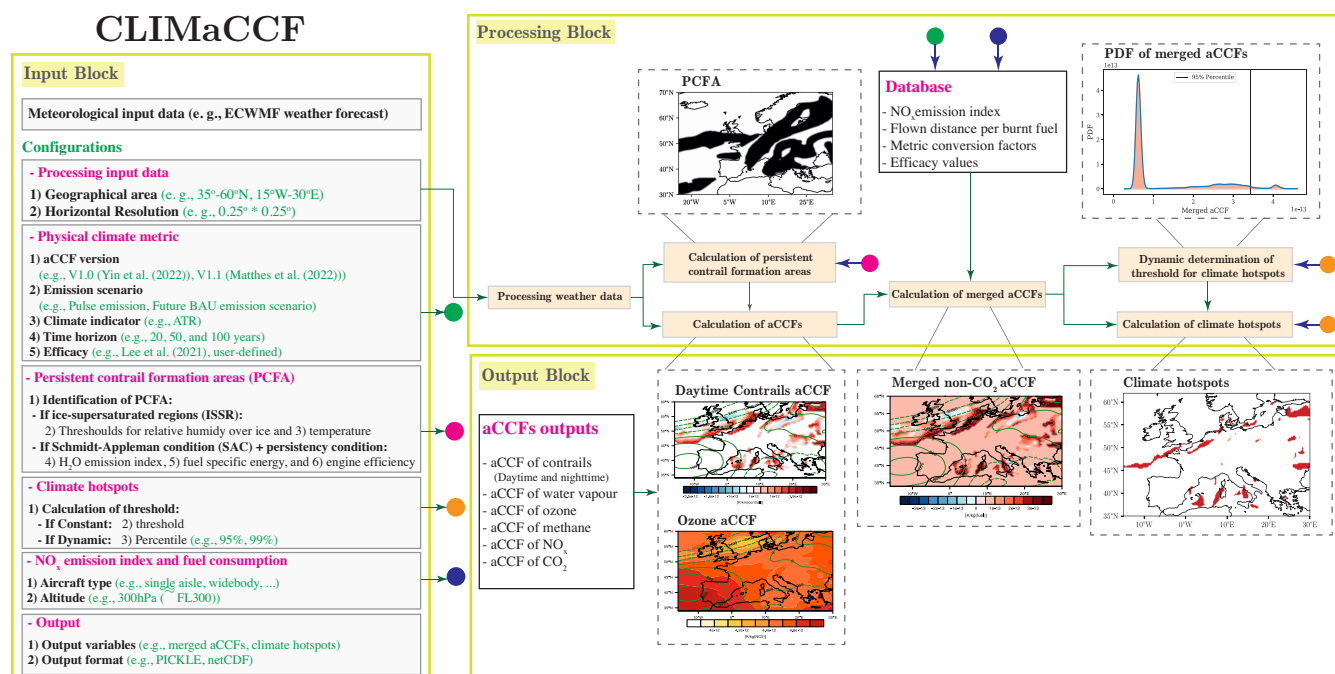 CLIMaCCF
Input Block
Meteorological input data (e. g., ECWMF weather forecast)
Configurations
- Processing input data
1) Geographical area (e. g., 35°-60°N, 15°W-30°E)
2) Horizontal Resolution (e. g., 0.25° * 0.25°)
- Physical climate metric
1) aCCF version
(e.g., V1.0 (Yin et al. (2022)), V1.1 (Matthes et al. (2022)))
2) Emission scenario
(e.g., Pulse emission, Future BAU emission scenario)
3) Climate indicator (e.g., ATR)
4) Time horizon (e.g., 20, 50, and 100 years)
5) Efficacy (e.g., Lee et al. (2021), user-defined)
- Persistent contrail formation areas (PCFA)
1) Identification of PCFA:
- If ice-supersaturated regions (ISSR):
2) Thresholds for relative humidy over ice and 3) temperature
- If Schmidt-Appleman condition (SAC) + persistency condition:
4) H2O emission index, 5) fuel specific energy, and 6) engine efficiency
- Climate hotspots
1) Calculation of threshold:
- If Constant: 2) threshold
- If Dynamic: 3) Percentile (e.g., 95%, 99%)
- NOx emission index and fuel consumption
1) Aircraft type (e.g., single aisle, widebody, ...)
2) Altitude (e.g., 300hPa (~ FL300))
- Output
1) Output variables (e.g., merged aCCFs, climate hotspots)
2) Output format (e.g., PICKLE, netCDF)
Processing Block
PCFA
70°N
60°N
50°N
40°N
30°N
20°W
5°W
10°E
25°E
Database
- NOx emission index
- Flown distance per burnt fuel
- Metric conversion factors
- Efficacy values
PDF of merged aCCFs
1e13
95% Percentile
PDF
4
3
2
1
0
0
1
2
3
4
Merged aCCF
1e-13
Processing weather data
Calculation of persistent
contrail formation areas
Calculation of aCCFs
Calculation of merged aCCFs
Dynamic determination of
threshold for climate hotspots
Calculation of climate hotspots
Output Block
aCCFs outputs
- aCCF of contrails
(Daytime and nighttime)
- aCCF of water vapour
- aCCF of ozone
- aCCF of methane
- aCCF of NOx
- aCCF of CO2
Daytime Contrails aCCF
Ozone aCCF
Merged non-CO2 aCCF
Climate hotspots
60°N
55°N
50°N
45°N
40°N
35°N
10°W
0°W
10°E
20°E
30°E